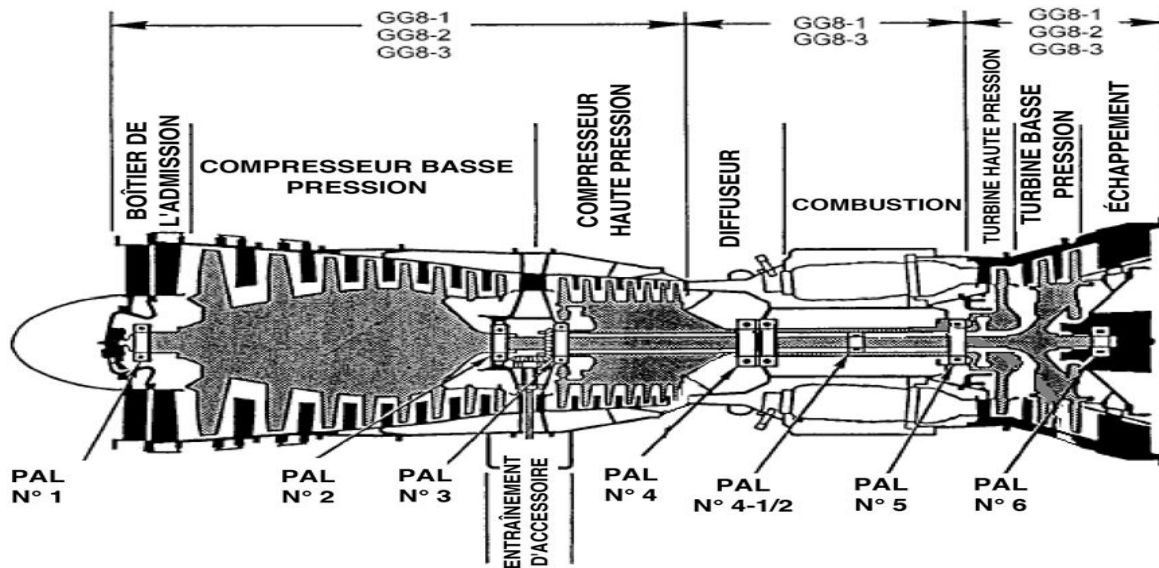 GG8-1
GG8-2
GG8-3
GG8-1
GG8-3
GG8-1
GG8-2
GG8-3
BOÎTIER DE
L'ADMISSION
COMPRESSEUR BASSE
PRESSION
COMPRESSEUR
HAUTE PRESSION
DIFFUSEUR
COMBUSTION
TURBINE HAUTE PRESSION
TURBINE BASSE
PRESSION
ÉCHAPPEMENT
PAL
N° 1
PAL
N° 2
PAL
N° 3
ENTRAÎNEMENT
D'ACCESSOIRE
PAL
N° 4
PAL
N° 4-1/2
PAL
N° 5
PAL
N° 6